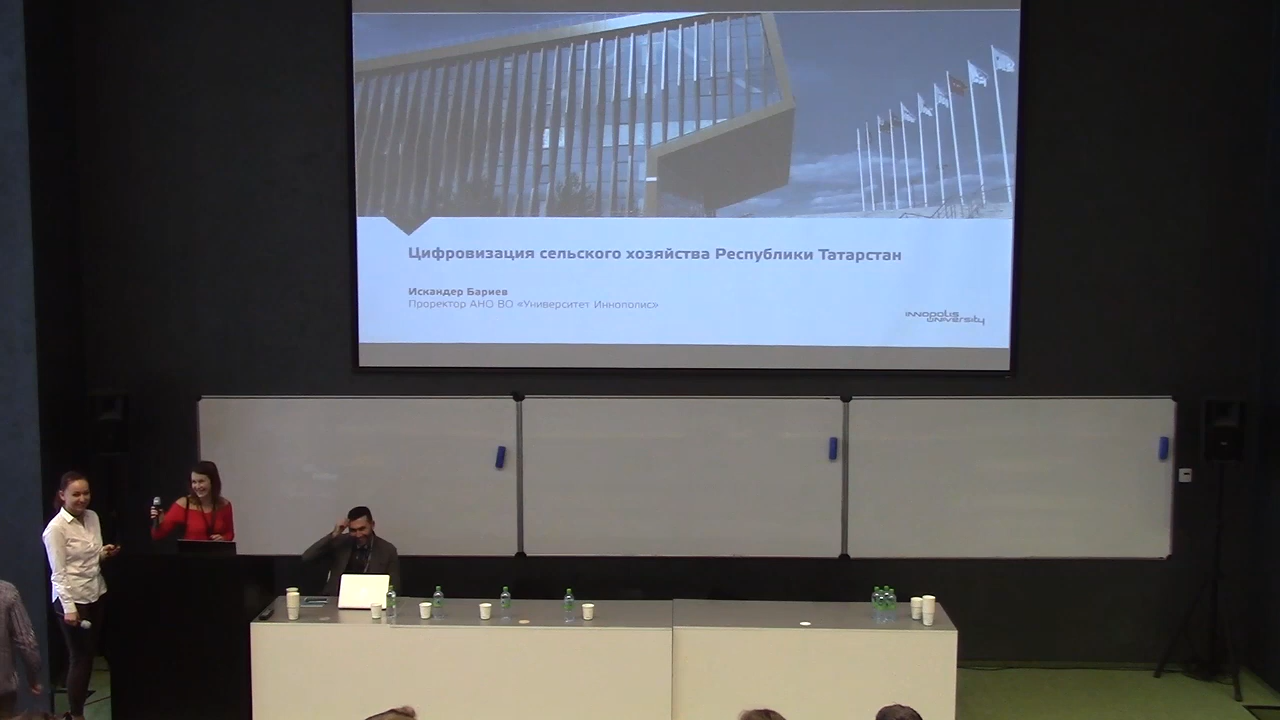 Цифровизация сельского хозяйства Республики Татарстан
Искандер Бариев
Проректор АНО ВО «Университет Иннополис»
INNOPOLIS
UNIVERSITY